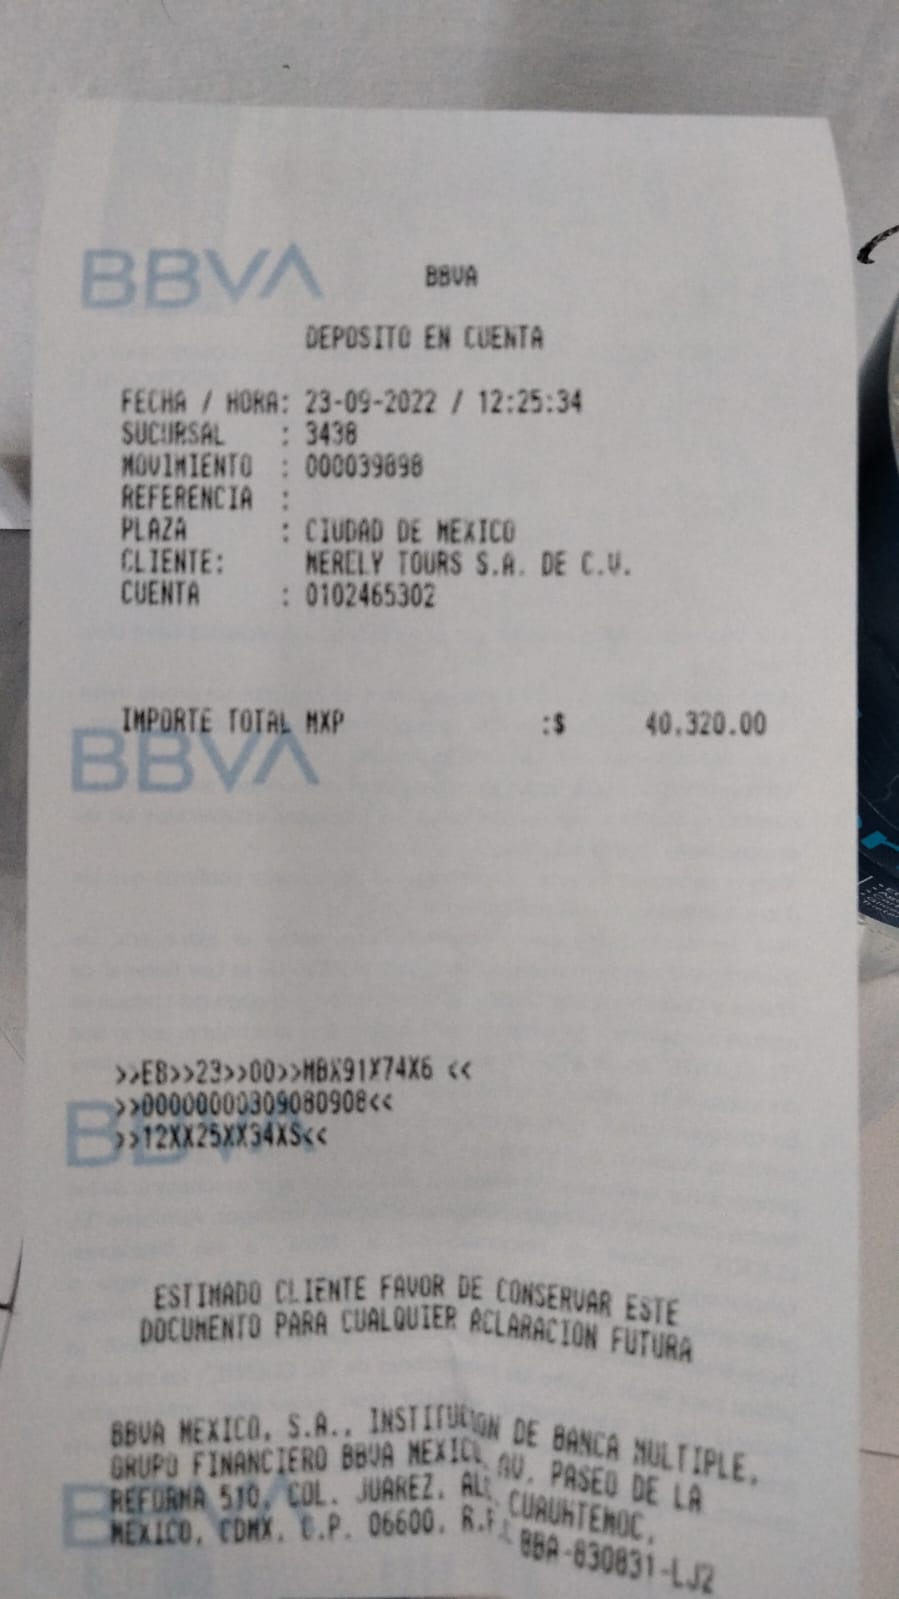 BBVA
BBVA
DEPOSITO EN CUENTA
FECHA / HORA: 23-09-2022 / 12:25:34
SUCURSAL : 3438
MOVIMIENTO : 000039898
REFERENCIA :
PLAZA : CIUDAD DE MEXICO
CLIENTE: MERELY TOURS S.A. DE C.V.
CUENTA : 0102465302
IMPORTE TOTAL MXP :$ 40,320.00
BBVA
>>E8>>23>>00>>MBX91X74X6 <<
>>00000000309080908<<
BBVA
>>12XX25XX34XS<<
ESTIMADO CLIENTE FAVOR DE CONSERVAR ESTE
DOCUMENTO PARA CUALQUIER ACLARACION FUTURA
BBVA MEXICO, S.A., INSTITUCION DE BANCA MULTIPLE,
GRUPO FINANCIERO BBVA MEXICO AV. PASEO DE LA
REFORMA 510, COL. JUAREZ, ALC CUAUHTEMOC,
MEXICO, CDMX, C.P. 06600, R.F. BBA-830831-LJ2